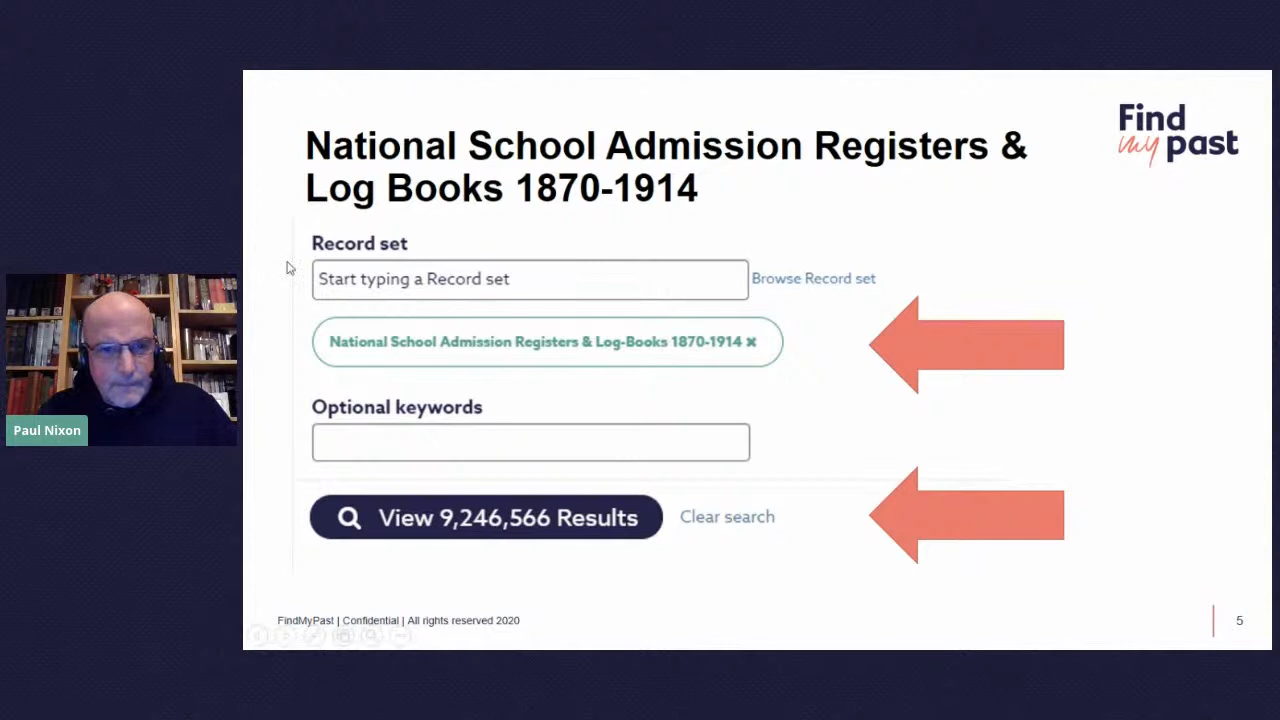 National School Admission Registers &
Log Books 1870-1914
Find
my past
Record set
Start typing a Record set
Browse Record set
National School Admission Registers & Log-Books 1870-1914 ✖
Optional keywords
View 9,246,566 Results
Clear search
Paul Nixon
FindMyPast | Confidential | All rights reserved 2020
5